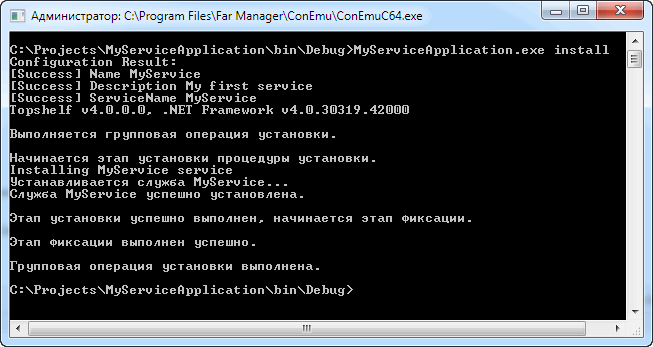 Администратор: C:\Program Files\Far Manager\ConEmu\ConEmuC64.exe
C:\Projects\MyServiceApplication\bin\Debug>MyServiceApplication.exe install
Configuration Result:
[Success] Name MyService
[Success] Description My first service
[Success] ServiceName MyService
Topshelf v4.0.0.0, .NET Framework v4.0.30319.42000
Выполняется групповая операция установки.
Начинается этап установки процедуры установки.
Installing MyService service
Устанавливается служба MyService...
Служба MyService успешно установлена.
Этап установки успешно выполнен, начинается этап фиксации.
Этап фиксации выполнен успешно.
Групповая операция установки выполнена.
C:\Projects\MyServiceApplication\bin\Debug>